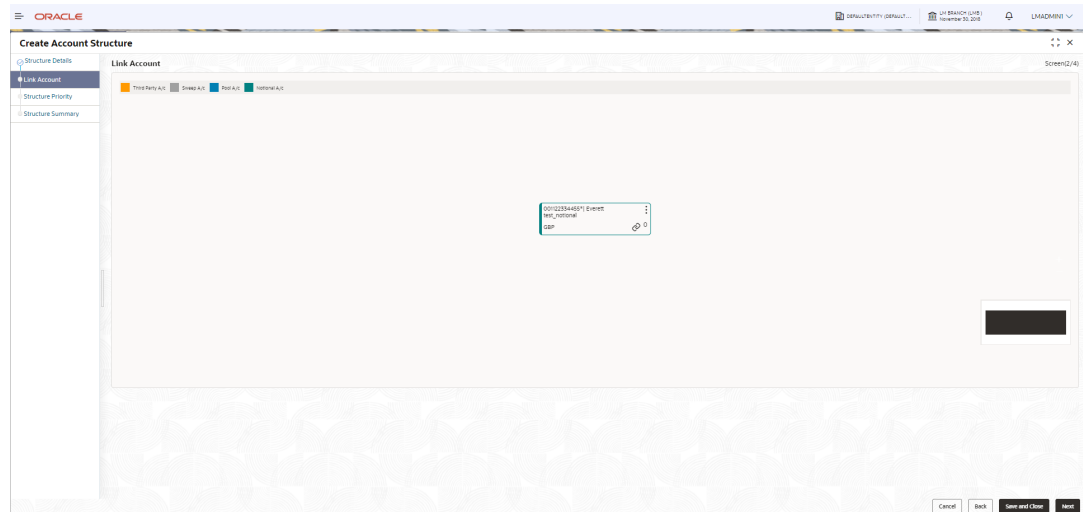 ORACLE
DEFAULTENTITY (DEFAULT...
LM BRANCH (LMB)
November 30, 2018
LMADMIN1
Create Account Structure
Structure Details
Link Account
Structure Priority
Structure Summary
Link Account
Screen(2/4)
Third Party A/c Sweep A/c Pool A/c Notional A/c
001122334455*| Everett
test_notional
GBP
0
Cancel Back Save and Close Next